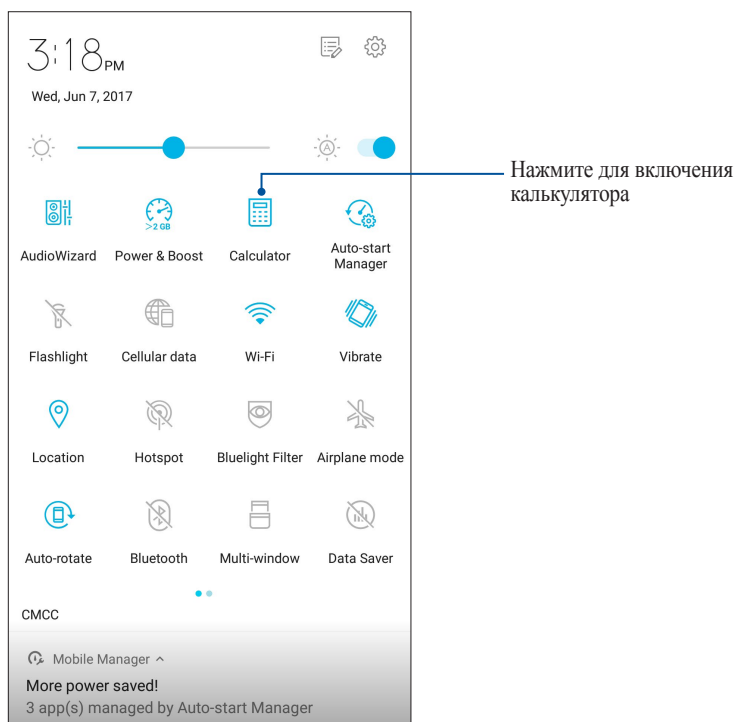 3:18PM
Wed, Jun 7, 2017
A
Нажмите для включения
калькулятора
>2 GB
AudioWizard Power & Boost Calculator Auto-start
Manager
Flashlight Cellular data Wi-Fi Vibrate
Location Hotspot Bluelight Filter Airplane mode
Auto-rotate Bluetooth Multi-window Data Saver
CMCC
Mobile Manager
More power saved!
3 app(s) managed by Auto-start Manager